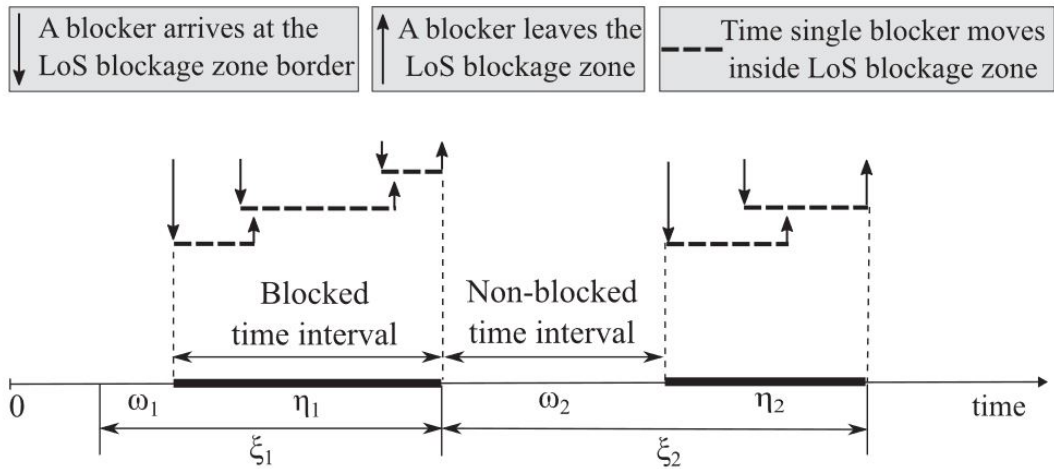 A blocker arrives at the
LoS blockage zone border
A blocker leaves the
LoS blockage zone
Time single blocker moves
inside LoS blockage zone
Blocked
time interval
Non-blocked
time interval
0
ω1
η1
ω2
η2
time
ξ1
ξ2